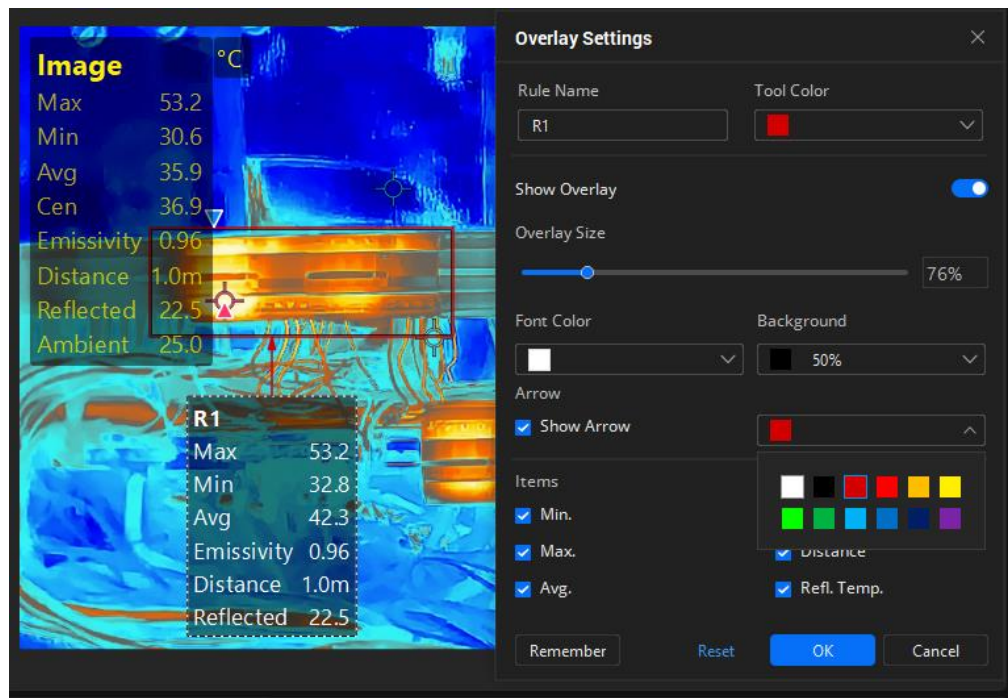 Image °C
Max 53.2
Min 30.6
Avg 35.9
Cen 36.9
Emissivity 0.96
Distance 1.0m
Reflected 22.5
Ambient 25.0
R1
Max 53.2
Min 32.8
Avg 42.3
Emissivity 0.96
Distance 1.0m
Reflected 22.5
Overlay Settings
Rule Name Tool Color
R1
Show Overlay
Overlay Size
76%
Font Color Background
50%
Arrow
Show Arrow
Items
Min.
Max. Distance
Avg. Refl. Temp.
Remember Reset OK Cancel